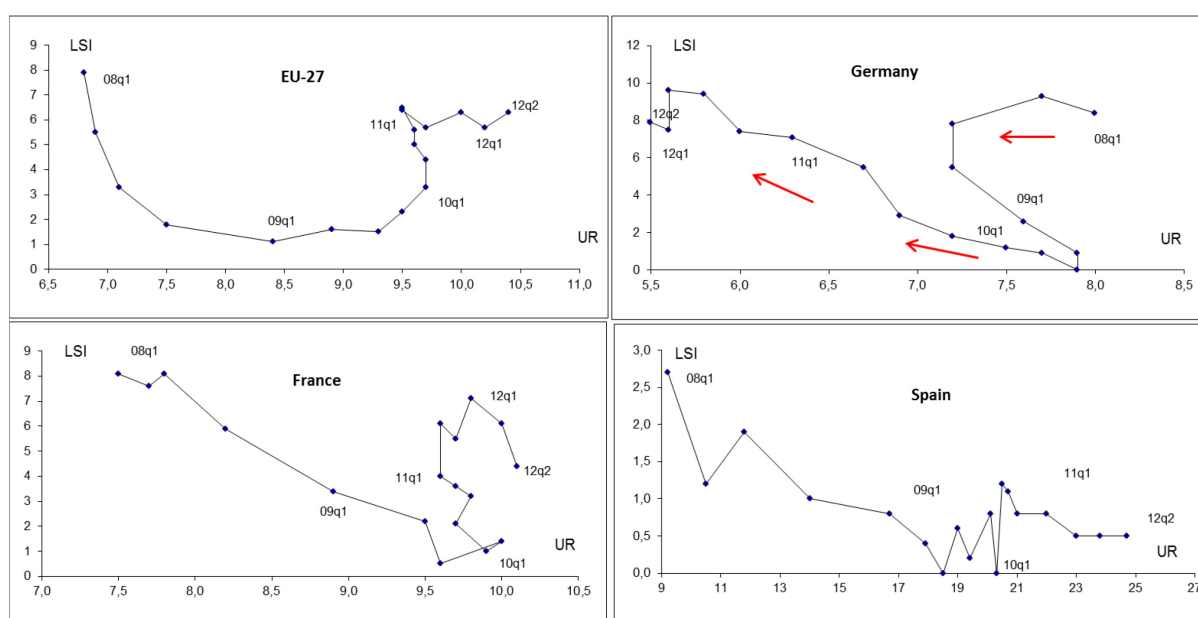 LSI
9
8
7
6
5
4
3
2
1
0
08q1
EU-27
11q1
12q2
12q1
10q1
09q1
UR
6,5 7,0 7,5 8,0 8,5 9,0 9,5 10,0 10,5 11,0
LSI
12
10
8
6
4
2
0
Germany
12q2
12q1
11q1
08q1
09q1
10q1
UR
5,5 6,0 6,5 7,0 7,5 8,0 8,5
LSI
9
8
7
6
5
4
3
2
1
0
08q1
France
12q1
11q1
12q2
09q1
10q1
UR
7,0 7,5 8,0 8,5 9,0 9,5 10,0 10,5
LSI
3,0
2,5
2,0
1,5
1,0
0,5
0,0
08q1
Spain
11q1
09q1
12q2
UR
10q1
9 11 13 15 17 19 21 23 25 27